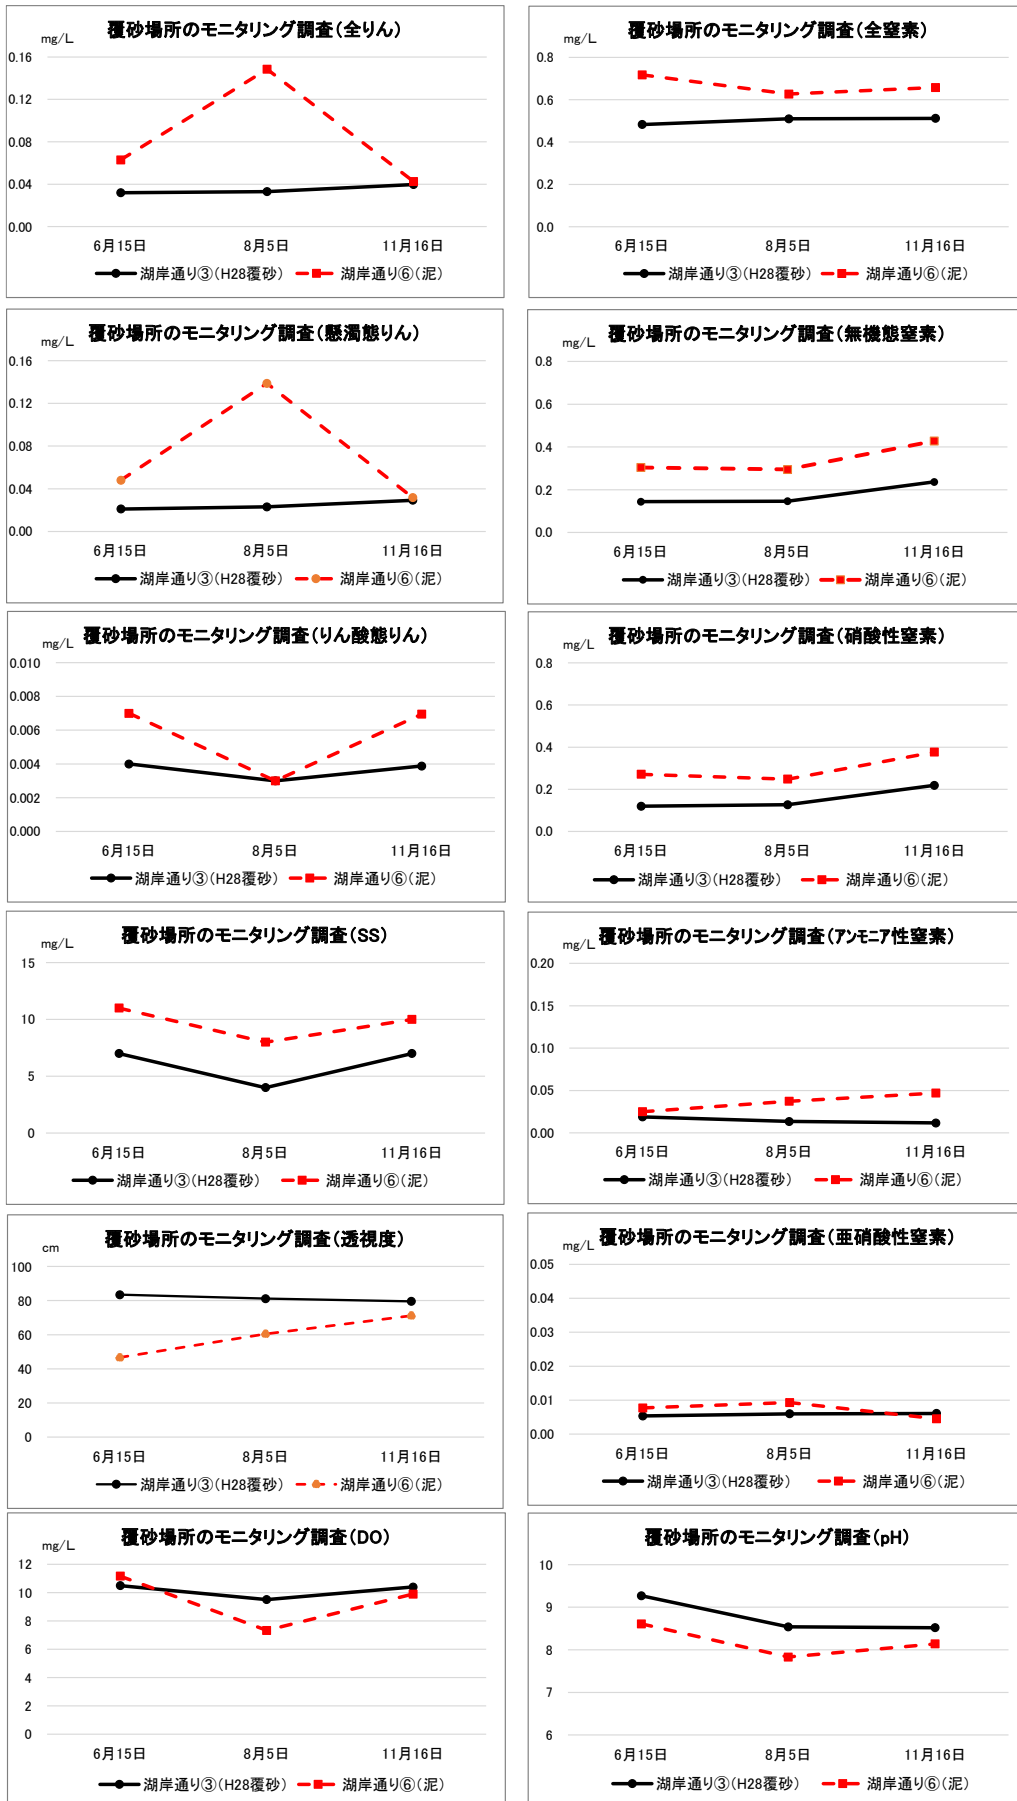 覆砂場所のモニタリング調査(全りん)
mg/L
0.16
0.12
0.08
0.04
0.00
6月15日 8月5日 11月16日
湖岸通り③(H28覆砂) 湖岸通り⑥(泥)
覆砂場所のモニタリング調査(全窒素)
mg/L
0.8
0.6
0.4
0.2
0.0
6月15日 8月5日 11月16日
湖岸通り③(H28覆砂) 湖岸通り⑥(泥)
覆砂場所のモニタリング調査(懸濁態りん)
mg/L
0.16
0.12
0.08
0.04
0.00
6月15日 8月5日 11月16日
湖岸通り③(H28覆砂) 湖岸通り⑥(泥)
覆砂場所のモニタリング調査(無機態窒素)
mg/L
0.8
0.6
0.4
0.2
0.0
6月15日 8月5日 11月16日
湖岸通り③(H28覆砂) 湖岸通り⑥(泥)
覆砂場所のモニタリング調査(りん酸態りん)
mg/L
0.010
0.008
0.006
0.004
0.002
0.000
6月15日 8月5日 11月16日
湖岸通り③(H28覆砂) 湖岸通り⑥(泥)
覆砂場所のモニタリング調査(硝酸性窒素)
mg/L
0.8
0.6
0.4
0.2
0.0
6月15日 8月5日 11月16日
湖岸通り③(H28覆砂) 湖岸通り⑥(泥)
覆砂場所のモニタリング調査(SS)
mg/L
15
10
5
0
6月15日 8月5日 11月16日
湖岸通り③(H28覆砂) 湖岸通り⑥(泥)
覆砂場所のモニタリング調査(アンモニア性窒素)
mg/L
0.20
0.15
0.10
0.05
0.00
6月15日 8月5日 11月16日
湖岸通り③(H28覆砂) 湖岸通り⑥(泥)
覆砂場所のモニタリング調査(透視度)
cm
100
80
60
40
20
0
6月15日 8月5日 11月16日
湖岸通り③(H28覆砂) 湖岸通り⑥(泥)
覆砂場所のモニタリング調査(亜硝酸性窒素)
mg/L
0.05
0.04
0.03
0.02
0.01
0.00
6月15日 8月5日 11月16日
湖岸通り③(H28覆砂) 湖岸通り⑥(泥)
覆砂場所のモニタリング調査(DO)
mg/L
12
10
8
6
4
2
0
6月15日 8月5日 11月16日
湖岸通り③(H28覆砂) 湖岸通り⑥(泥)
覆砂場所のモニタリング調査(pH)
10
9
8
7
6
6月15日 8月5日 11月16日
湖岸通り③(H28覆砂) 湖岸通り⑥(泥)